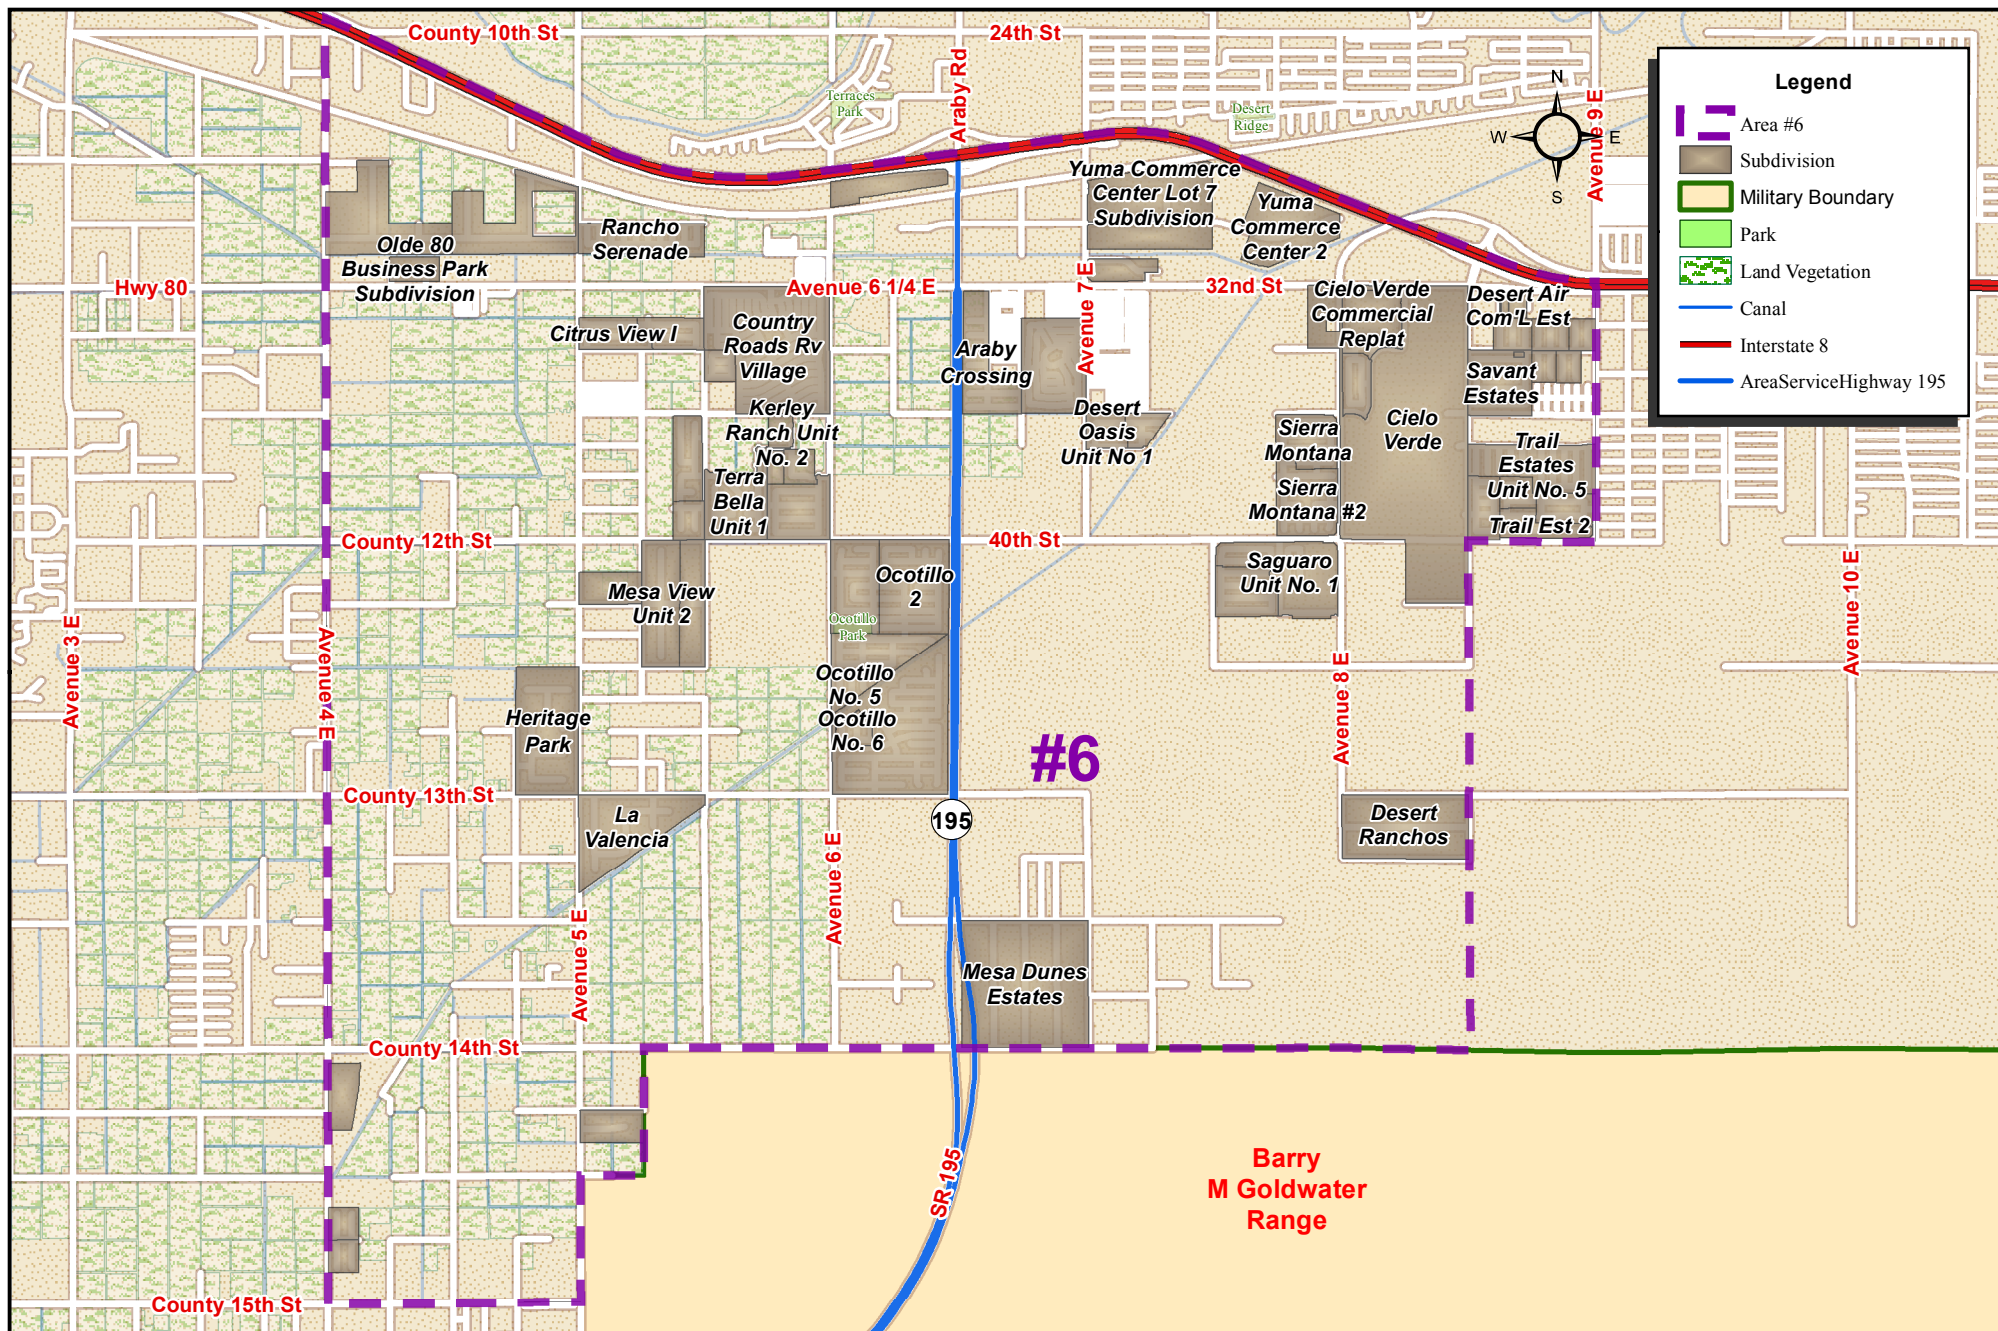 County 10th St
24th St
Araby Rd
Terraces
Park
Desert
Ridge
Avenue 9 E
N
W
E
S
Legend
Area #6
Subdivision
Military Boundary
Park
Land Vegetation
Canal
Interstate 8
AreaServiceHighway 195
Yuma Commerce
Center Lot 7
Subdivision
Yuma
Commerce
Center 2
Rancho
Serenade
Olde 80
Business Park
Subdivision
Hwy 80
Avenue 6 1/4 E
Avenue 7 E
32nd St
Cielo Verde
Commercial
Replat
Desert Air
Com'L Est
Citrus View I
Country
Roads Rv
Village
Araby
Crossing
Savant
Estates
Kerley
Ranch Unit
No. 2
Desert
Oasis
Unit No 1
Sierra
Montana
Cielo
Verde
Trail
Estates
Unit No. 5
Terra
Bella
Unit 1
Sierra
Montana #2
Trail Est 2
County 12th St
40th St
Mesa View
Unit 2
Ocotillo
2
Saguaro
Unit No. 1
Avenue 10 E
Avenue 3 E
Avenue 4 E
Ocotillo
Park
Avenue 8 E
Ocotillo
No. 5
Ocotillo
No. 6
Heritage
Park
#6
County 13th St
La
Valencia
195
Desert
Ranchos
Avenue 6 E
Avenue 5 E
Mesa Dunes
Estates
County 14th St
SR 195
Barry
M Goldwater
Range
County 15th St